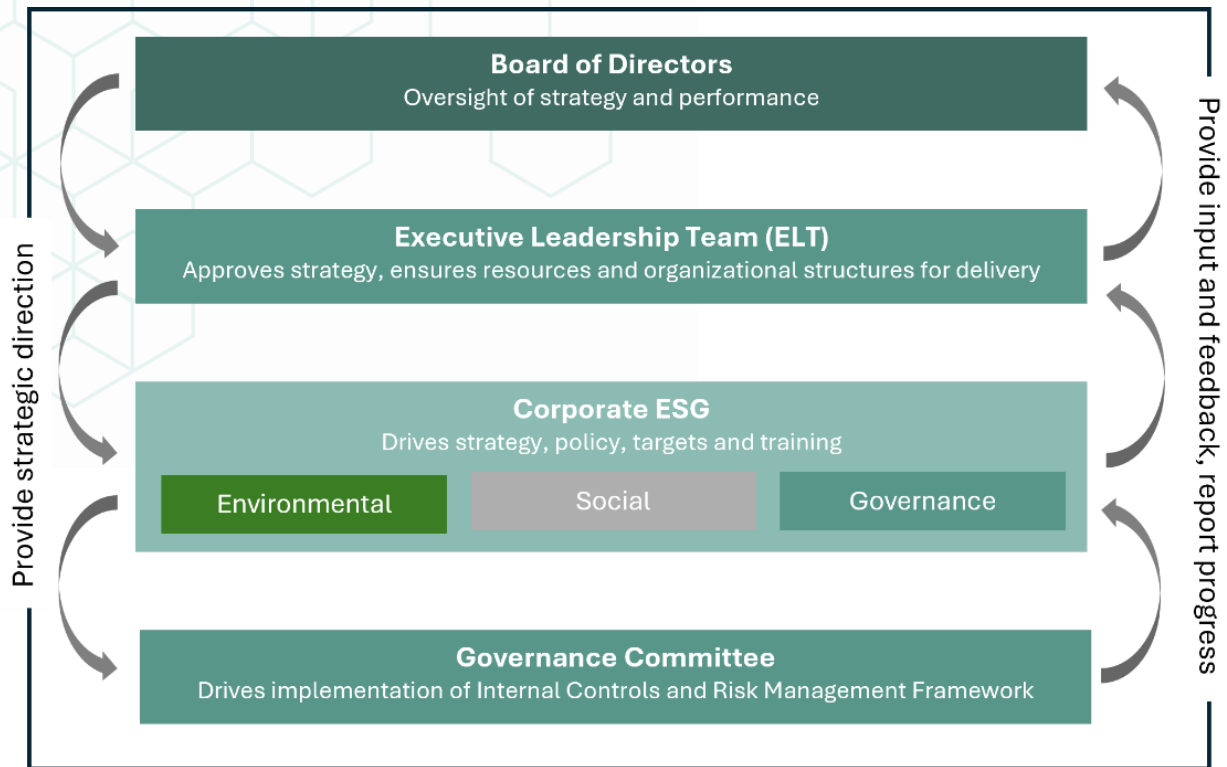 Board of Directors
Oversight of strategy and performance
Executive Leadership Team (ELT)
Approves strategy, ensures resources and organizational structures for delivery
Corporate ESG
Drives strategy, policy, targets and training
Environmental
Social
Governance
Governance Committee
Drives implementation of Internal Controls and Risk Management Framework
Provide strategic direction
Provide input and feedback, report progress